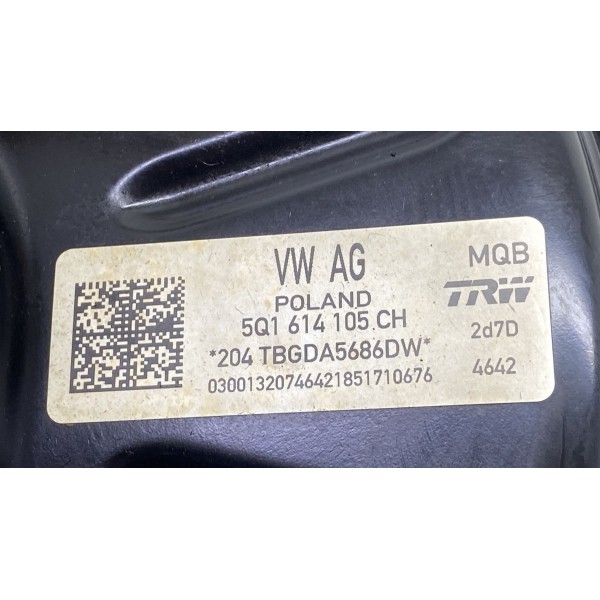 VW AG
POLAND
5Q1 614 105 CH
*204 TBGDA5686DW*
03001320746421851710676
MQB
TRW
2d7D
4642